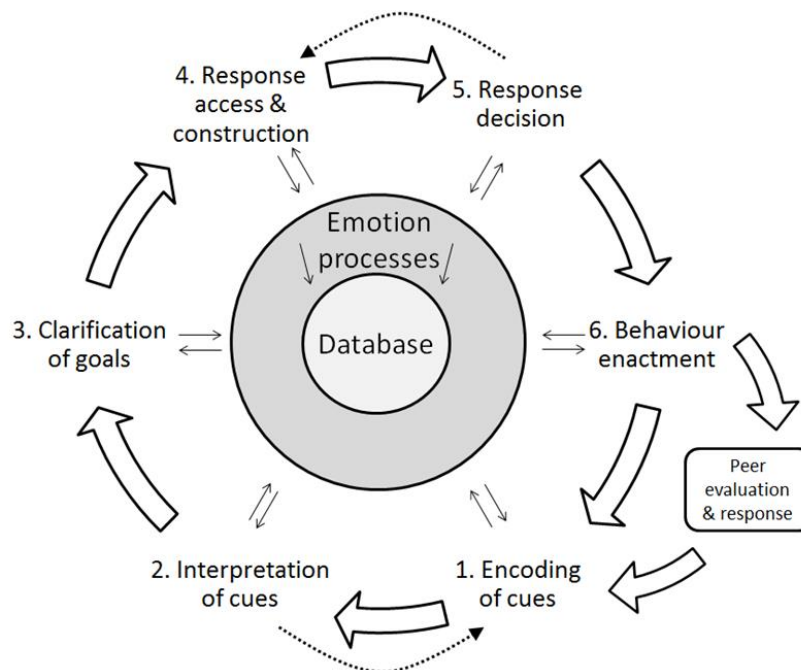 4. Response
access &
construction
5. Response
decision
Emotion
processes
Database
3. Clarification
of goals
6. Behaviour
enactment
Peer
evaluation
& response
2. Interpretation
of cues
1. Encoding
of cues